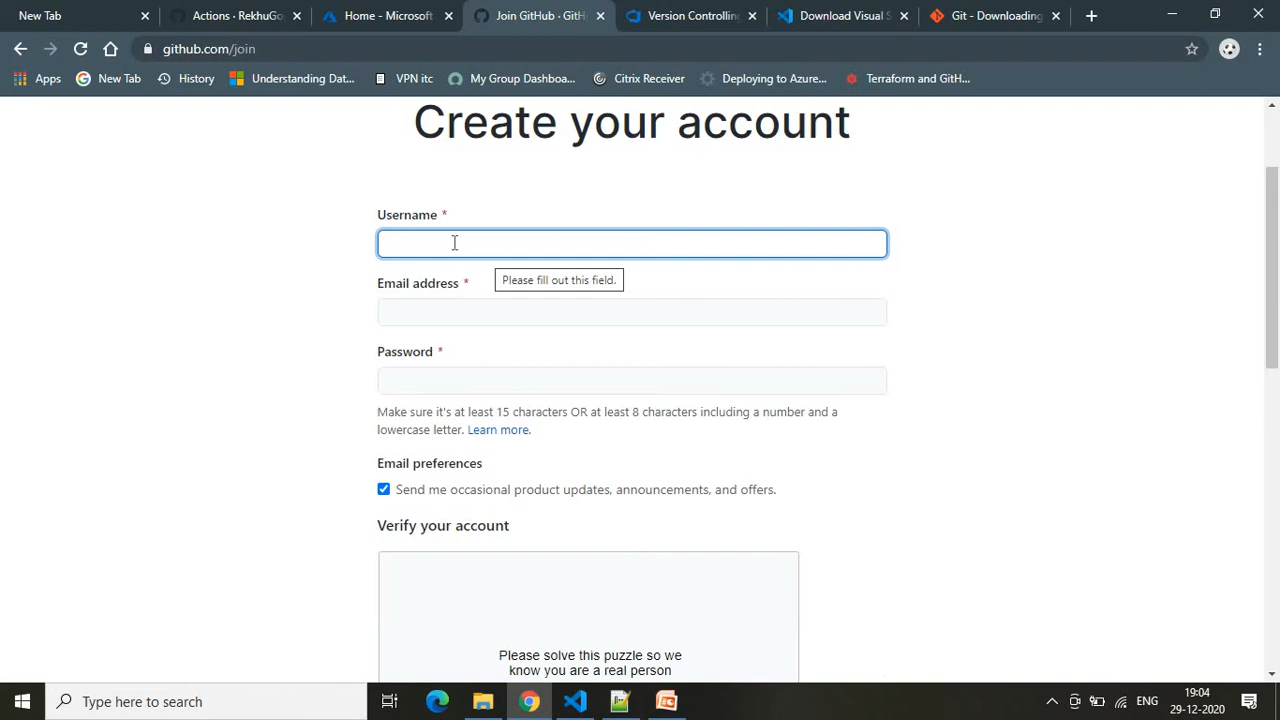 New Tab
Actions · RekhuGo
Home - Microsoft
Join GitHub · GitH
Version Controlling
Download Visual S
Git - Downloading
github.com/join
Apps
New Tab
History
Understanding Dat...
VPN itc
My Group Dashboa...
Citrix Receiver
Deploying to Azure...
Terraform and GitH...
Create your account
Username *
Please fill out this field.
Email address *
Password *
Make sure it's at least 15 characters OR at least 8 characters including a number and a
lowercase letter. Learn more.
Email preferences
Send me occasional product updates, announcements, and offers.
Verify your account
Please solve this puzzle so we
know you are a real person
Type here to search
ENG
19:04
29-12-2020